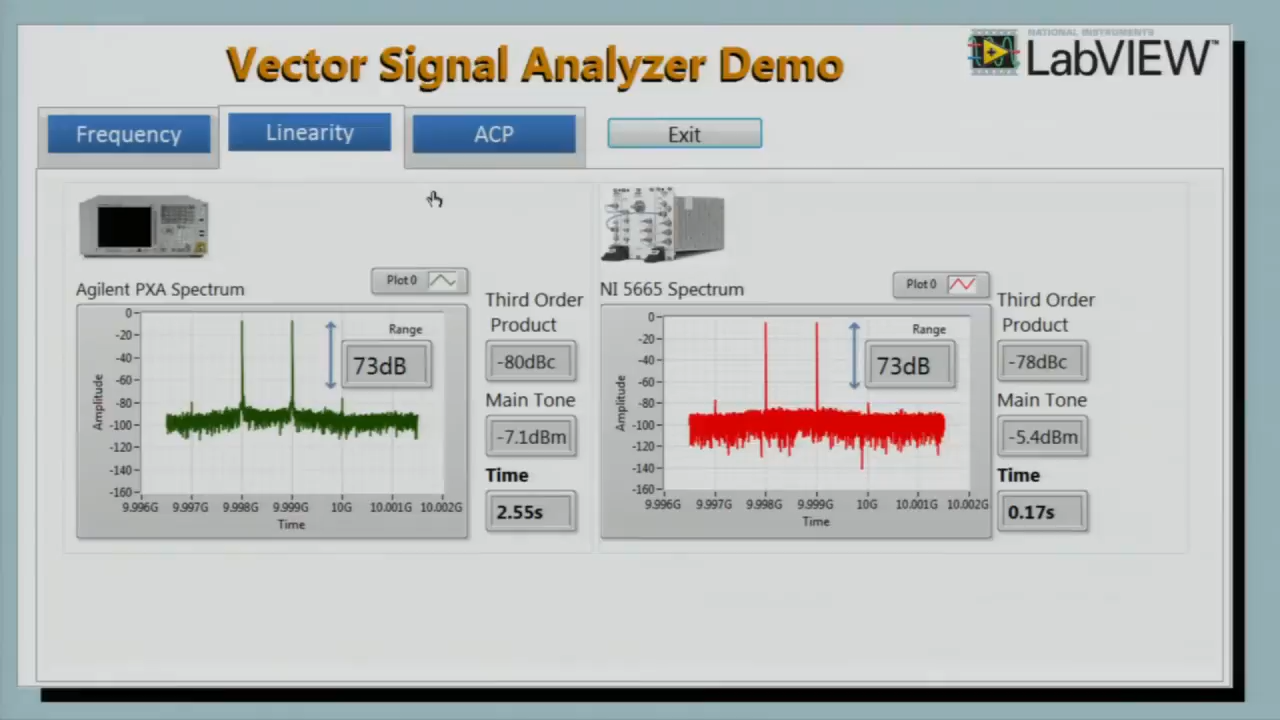 Vector Signal Analyzer Demo
NATIONAL INSTRUMENTS
LabVIEW™
Frequency
Linearity
ACP
Exit
Agilent PXA Spectrum
Plot 0
Amplitude
0
-20
-40
-60
-80
-100
-120
-140
-160
Range
73dB
9.996G 9.997G 9.998G 9.999G 10G 10.001G 10.002G
Time
Third Order
Product
-80dBc
Main Tone
-7.1dBm
Time
2.55s
NI 5665 Spectrum
Plot 0
Amplitude
0
-20
-40
-60
-80
-100
-120
-140
-160
Range
73dB
9.996G 9.997G 9.998G 9.999G 10G 10.001G 10.002G
Time
Third Order
Product
-78dBc
Main Tone
-5.4dBm
Time
0.17s